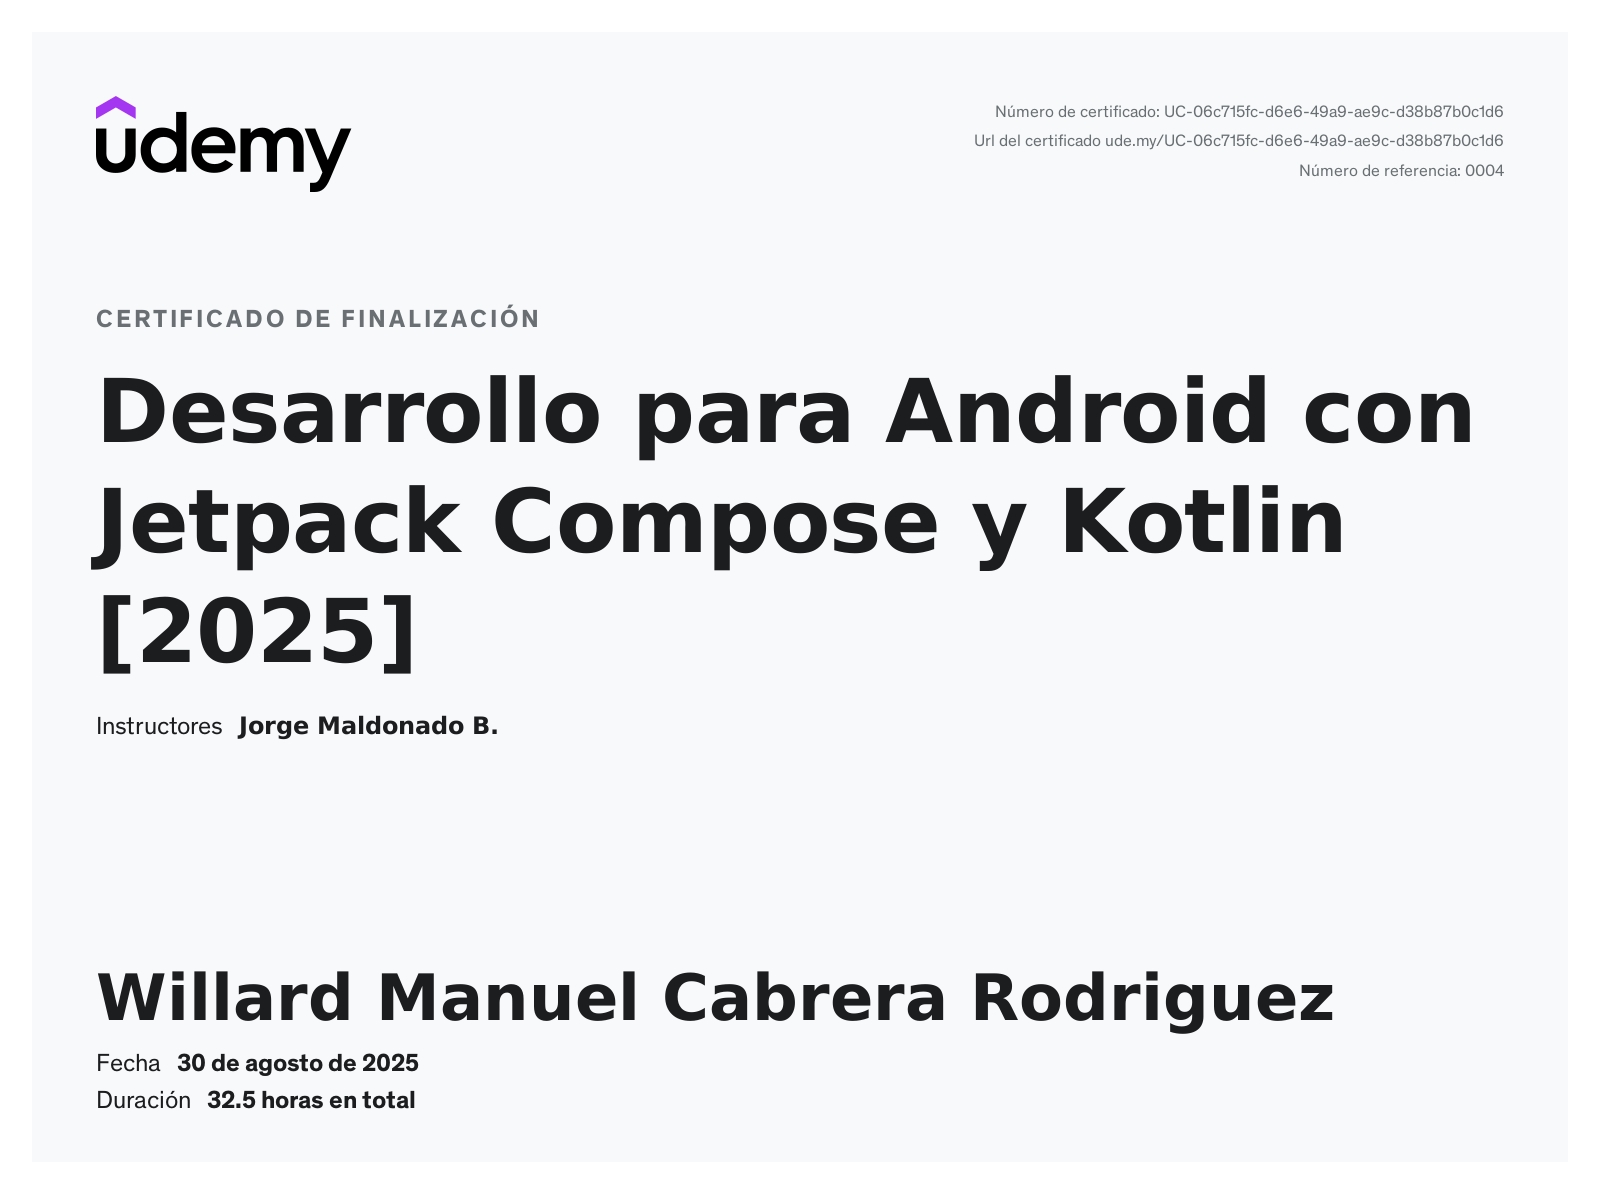 udemy
Número de certificado: UC-06c715fc-d6e6-49a9-ae9c-d38b87b0c1d6
Url del certificado ude.my/UC-06c715fc-d6e6-49a9-ae9c-d38b87b0c1d6
Número de referencia: 0004
CERTIFICADO DE FINALIZACIÓN
Desarrollo para Android con
Jetpack Compose y Kotlin
[2025]
Instructores Jorge Maldonado B.
Willard Manuel Cabrera Rodriguez
Fecha 30 de agosto de 2025
Duración 32.5 horas en total